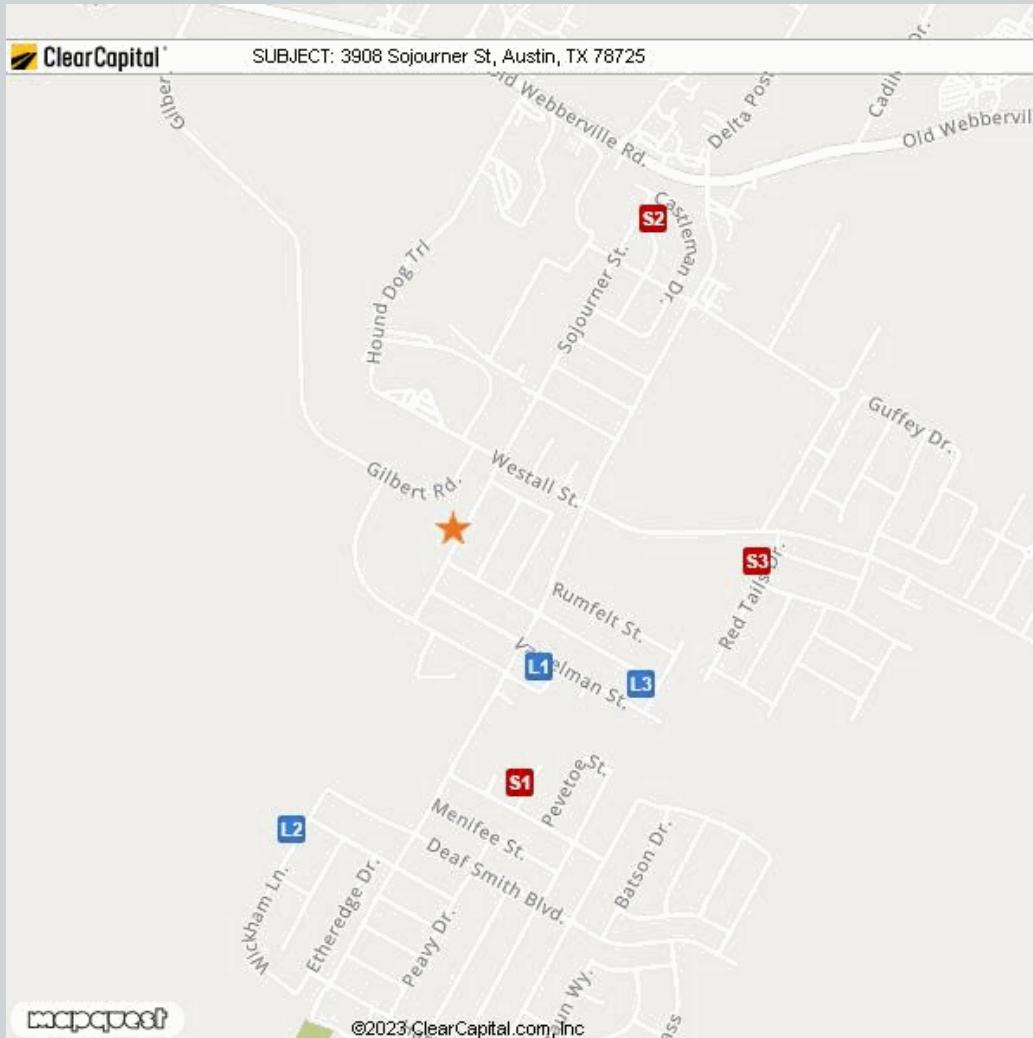 ClearCapital
SUBJECT: 3908 Sojourner St, Austin, TX 78725
Old Webberville Rd.
Delta Post
Old Webbervil
S2
Castleman Dr.
Sojourner St.
Hound Dog Trl
Guffey Dr.
Westall St.
Gilbert Rd.
S3
Red Tails Dr.
Rumfelt St.
L1
elman St.
L3
S1
Pevetoe St.
L2
Menifee St.
Batson Dr.
Deaf Smith Blvd.
Wickham Ln.
Etheredge Dr.
Peavy Dr.
mapquest
©2023 ClearCapital.com, Inc